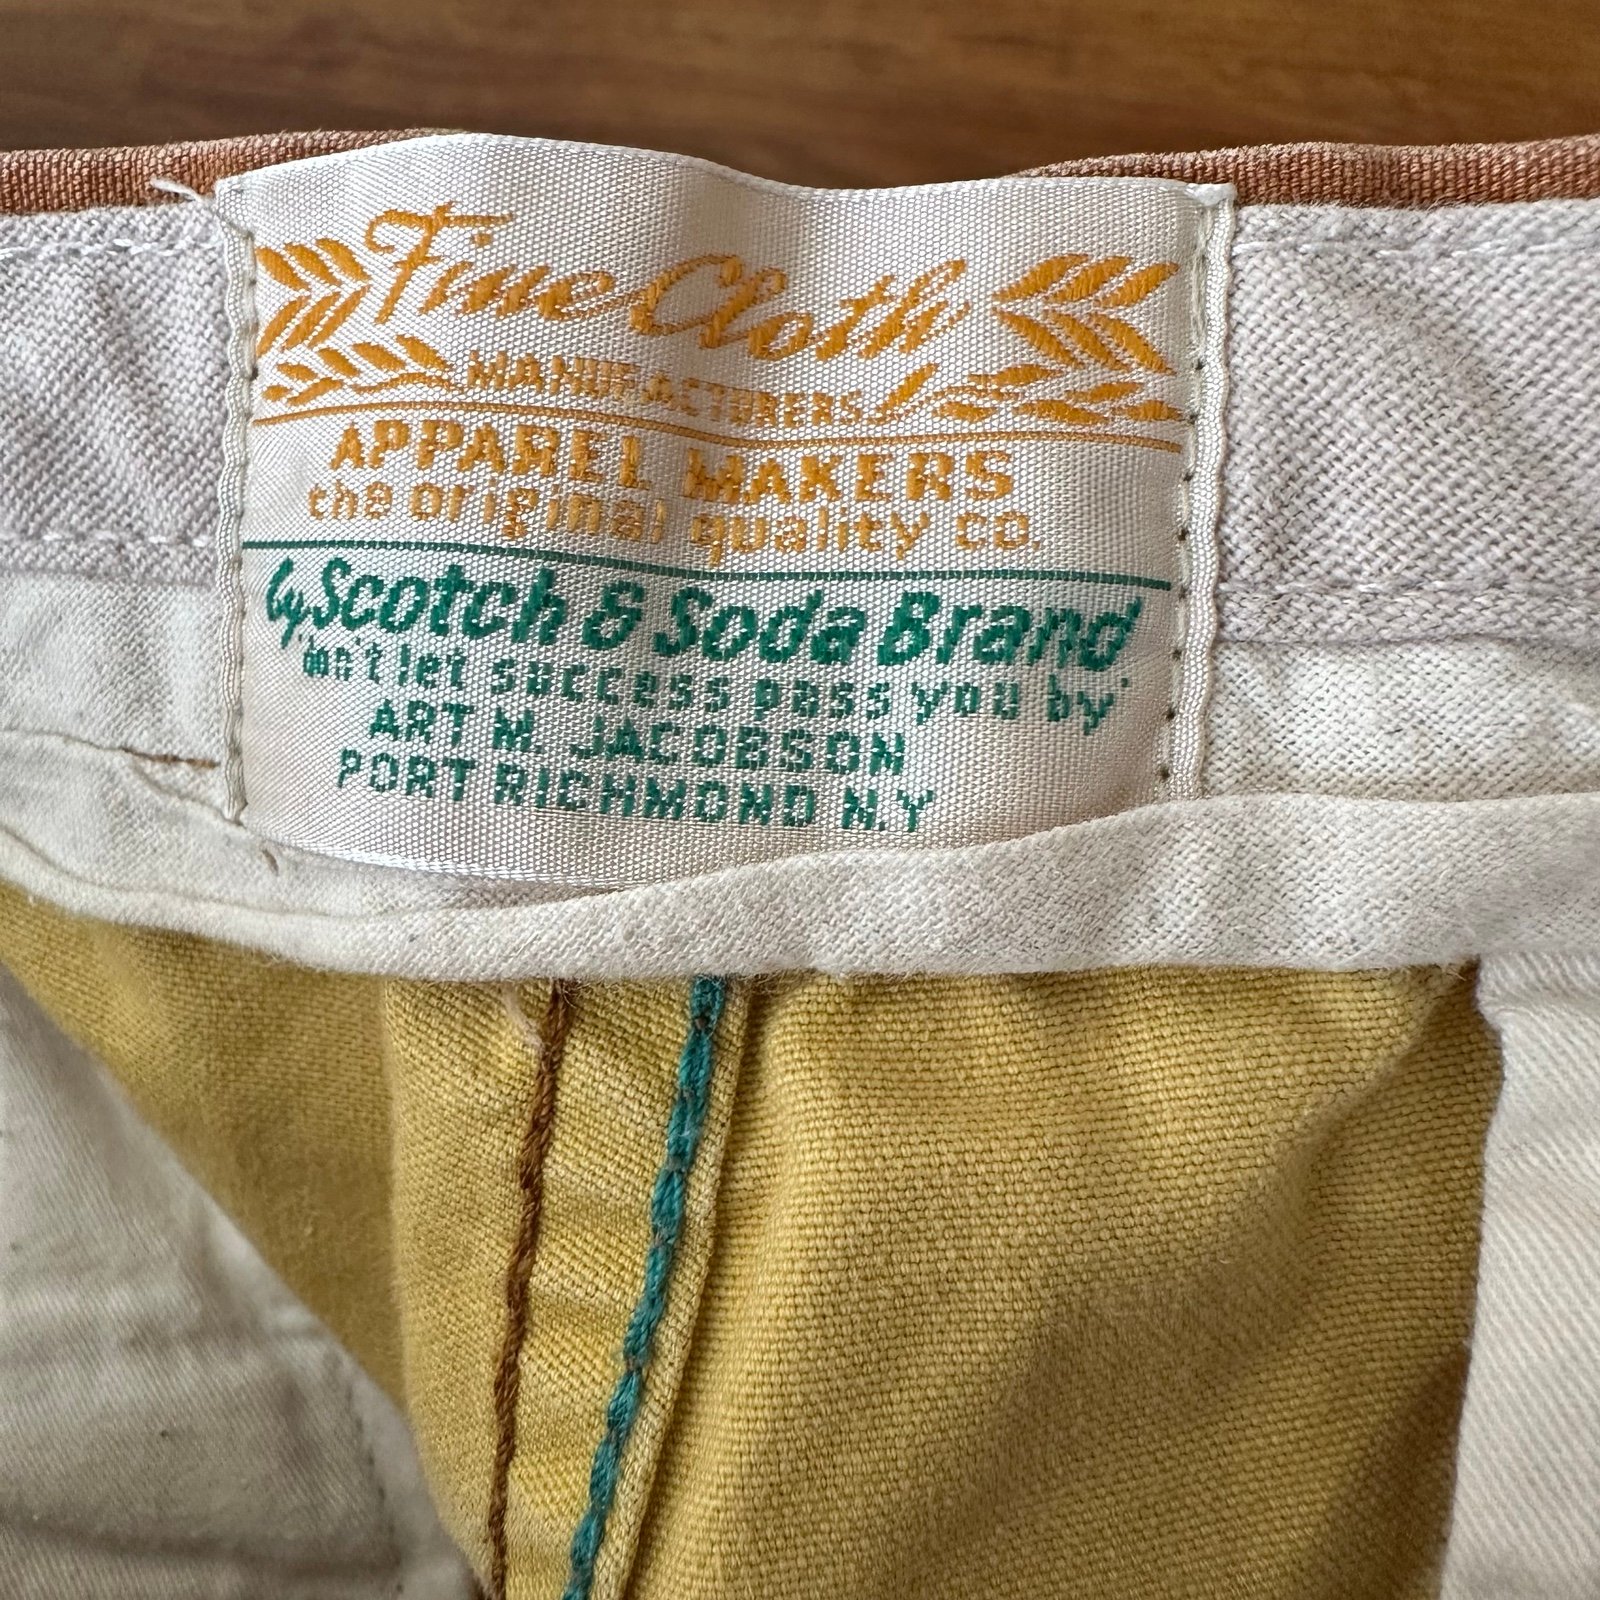 Fine Cloth
MANUFACTURERS
APPAREL MAKERS
the original quality co.
by Scotch & Soda Brand
'don't let success pass you by'
ART M. JACOBSON
PORT RICHMOND N.Y